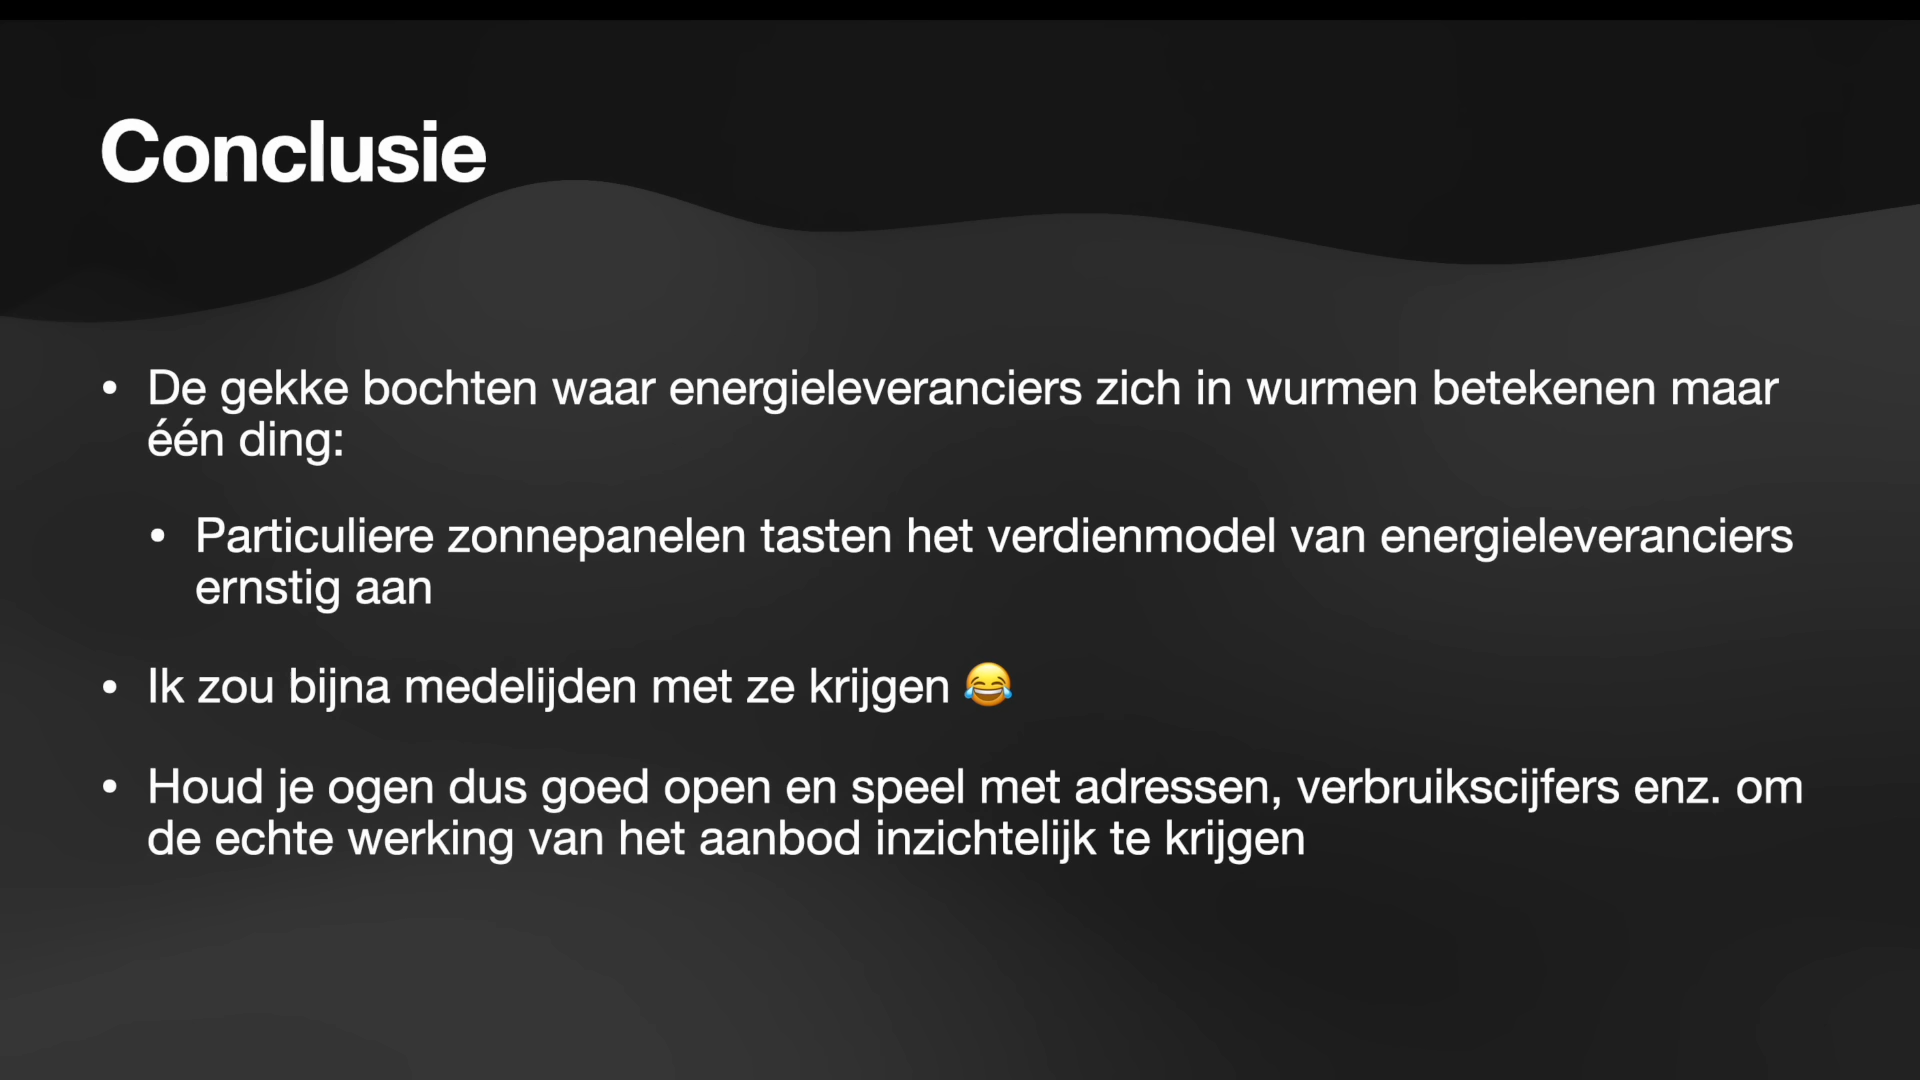 Conclusie
• De gekke bochten waar energieleveranciers zich in wurmen betekenen maar
één ding:
• Particuliere zonnepanelen tasten het verdienmodel van energieleveranciers
ernstig aan
• Ik zou bijna medelijden met ze krijgen 😂
• Houd je ogen dus goed open en speel met adressen, verbruikscijfers enz. om
de echte werking van het aanbod inzichtelijk te krijgen